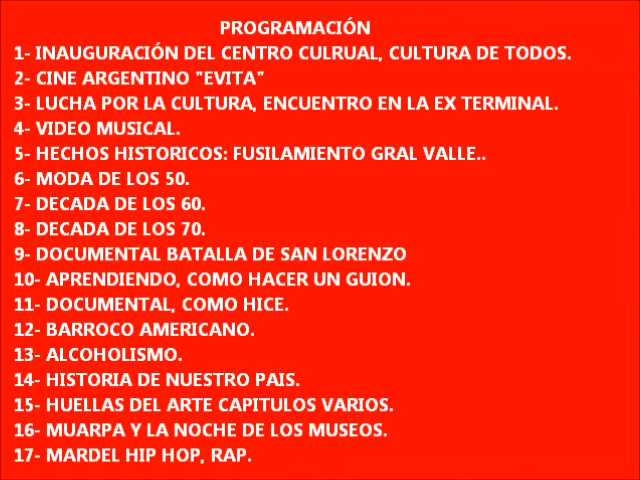 PROGRAMACIÓN
1- INAUGURACIÓN DEL CENTRO CULRUAL, CULTURA DE TODOS.
2- CINE ARGENTINO "EVITA"
3- LUCHA POR LA CULTURA, ENCUENTRO EN LA EX TERMINAL.
4- VIDEO MUSICAL.
5- HECHOS HISTORICOS: FUSILAMIENTO GRAL VALLE..
6- MODA DE LOS 50.
7- DECADA DE LOS 60.
8- DECADA DE LOS 70.
9- DOCUMENTAL BATALLA DE SAN LORENZO
10- APRENDIENDO, COMO HACER UN GUION.
11- DOCUMENTAL, COMO HICE.
12- BARROCO AMERICANO.
13- ALCOHOLISMO.
14- HISTORIA DE NUESTRO PAIS.
15- HUELLAS DEL ARTE CAPITULOS VARIOS.
16- MUARPA Y LA NOCHE DE LOS MUSEOS.
17- MARDEL HIP HOP, RAP.